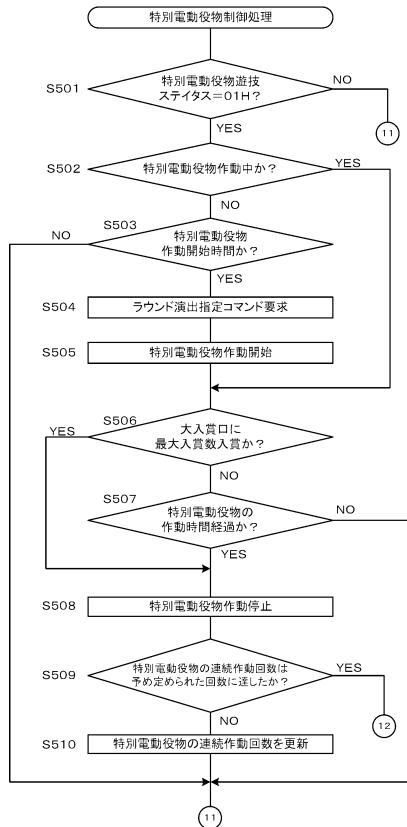 特別電動役物制御処理
S501
特別電動役物遊技
ステイタス=01H?
NO
11
YES
S502
特別電動役物作動中か?
YES
NO
S503
NO
特別電動役物
作動開始時間か?
YES
S504
ラウンド演出指定コマンド要求
S505
特別電動役物作動開始
S506
YES
大入賞口に
最大入賞数入賞か?
NO
S507
特別電動役物の
作動時間経過か?
NO
YES
S508
特別電動役物作動停止
S509
特別電動役物の連続作動回数は
予め定められた回数に達したか?
YES
12
NO
S510
特別電動役物の連続作動回数を更新
11